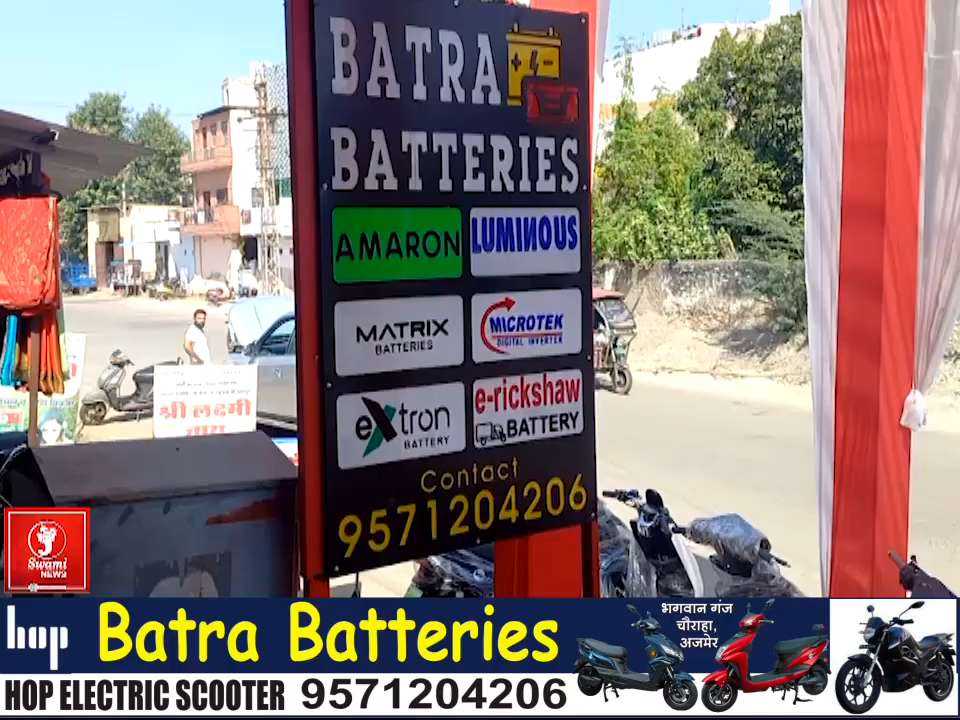 BATRA
BATTERIES
AMARON
LUMINOUS
MATRIX
BATTERIES
MICROTEK
DIGITAL INVERTER
extron
BATTERY
e-rickshaw
BATTERY
Contact
9571204206
श्री लक्ष्मी
Swami
NEWS
hop
Batra Batteries
भगवान गंज
चौराहा,
अजमेर
HOP ELECTRIC SCOOTER 9571204206